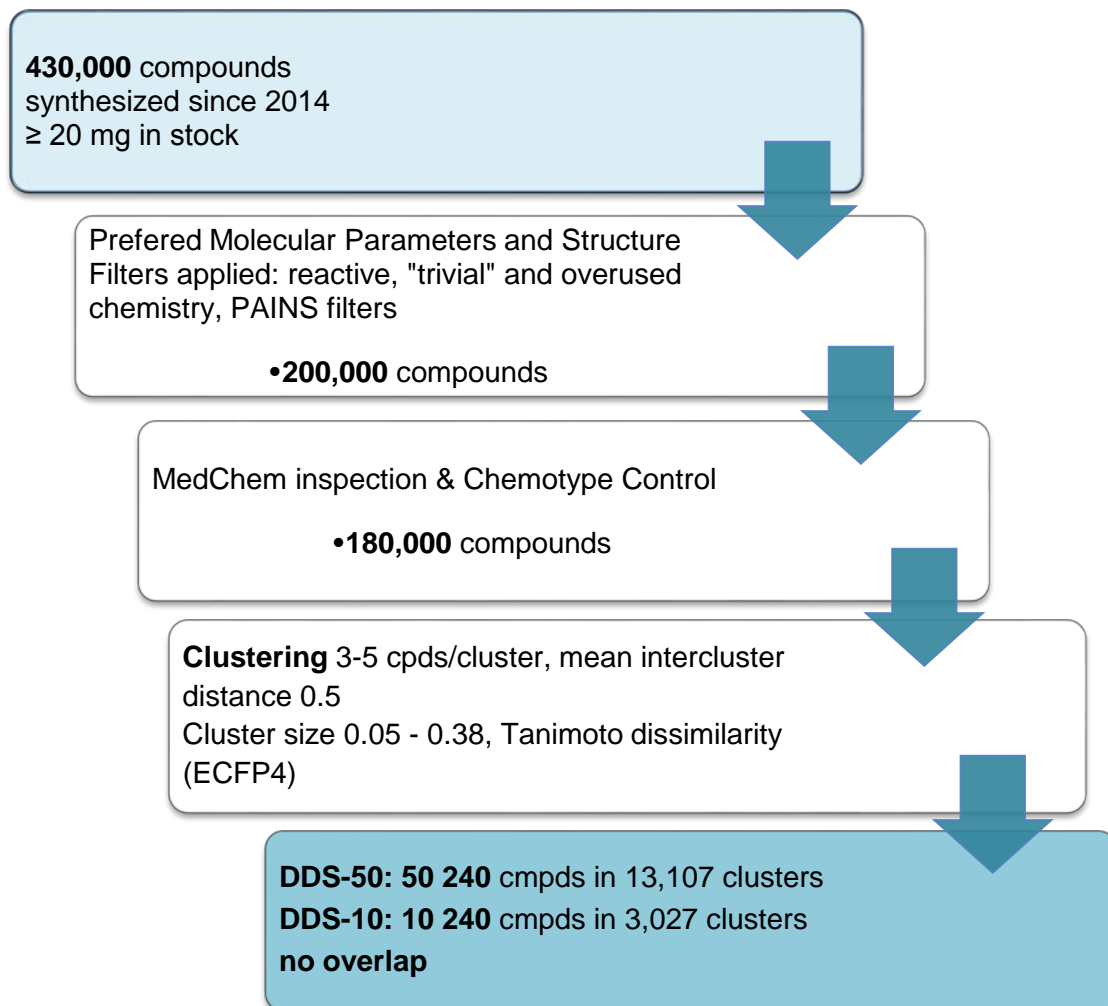 430,000 compounds
synthesized since 2014
≥ 20 mg in stock
Prefered Molecular Parameters and Structure
Filters applied: reactive, "trivial" and overused
chemistry, PAINS filters
•200,000 compounds
MedChem inspection & Chemotype Control
•180,000 compounds
Clustering 3-5 cpds/cluster, mean intercluster
distance 0.5
Cluster size 0.05 - 0.38, Tanimoto dissimilarity
(ECFP4)
DDS-50: 50 240 cmpds in 13,107 clusters
DDS-10: 10 240 cmpds in 3,027 clusters
no overlap